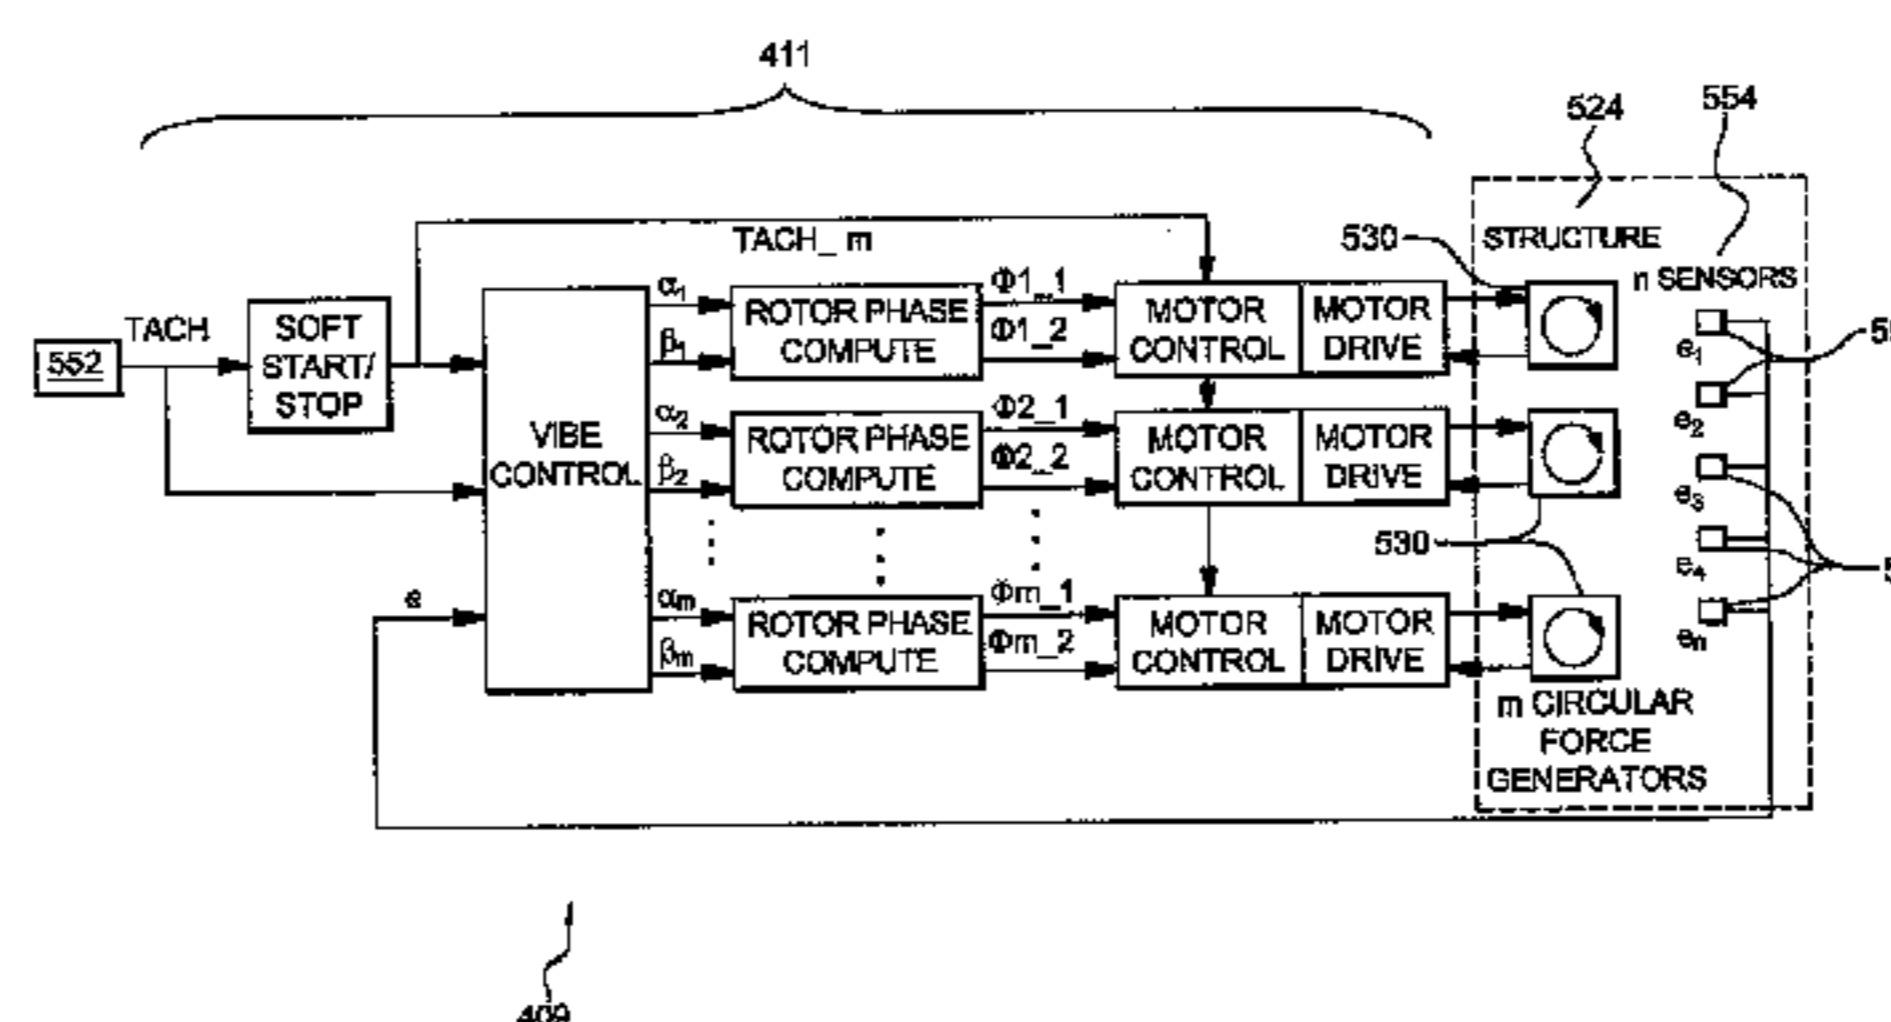 411
524
554
TACH_ m
530
STRUCTURE
n SENSORS
552
TACH
SOFT
START/
STOP
VIBE
CONTROL
α1
β1
ROTOR PHASE
COMPUTE
Φ1_1
Φ1_2
MOTOR
CONTROL
MOTOR
DRIVE
e1
α2
β2
ROTOR PHASE
COMPUTE
Φ2_1
Φ2_2
MOTOR
CONTROL
MOTOR
DRIVE
e2
e3
530
e4
e
αm
βm
ROTOR PHASE
COMPUTE
Φm_1
Φm_2
MOTOR
CONTROL
MOTOR
DRIVE
en
m CIRCULAR
FORCE
GENERATORS
409